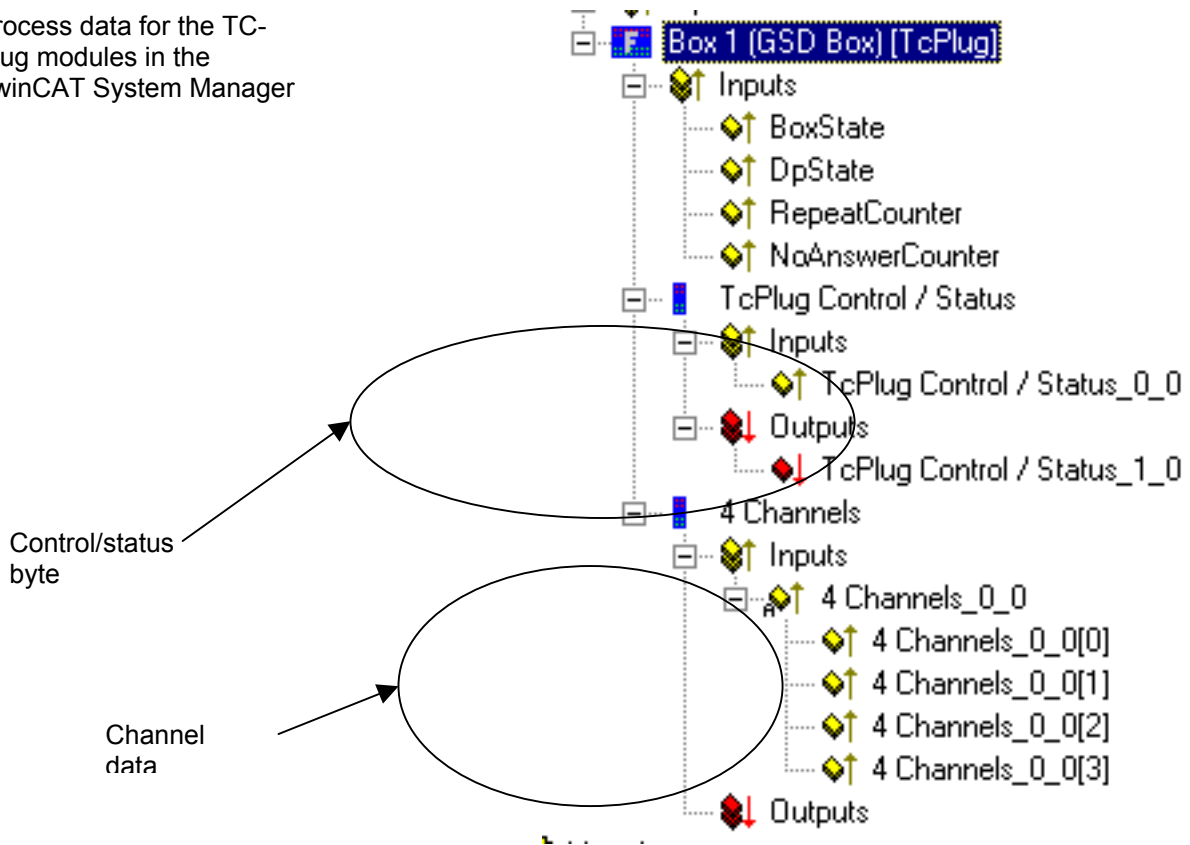 rocess data for the TC-
ug modules in the
winCAT System Manager
Box 1 (GSD Box) [TcPlug]
Inputs
BoxState
DpState
RepeatCounter
NoAnswerCounter
TcPlug Control / Status
Inputs
TcPlug Control / Status_0_0
Outputs
TcPlug Control / Status_1_0
Control/status
byte
4 Channels
Inputs
4 Channels_0_0
4 Channels_0_0[0]
4 Channels_0_0[1]
4 Channels_0_0[2]
4 Channels_0_0[3]
Channel
data
Outputs